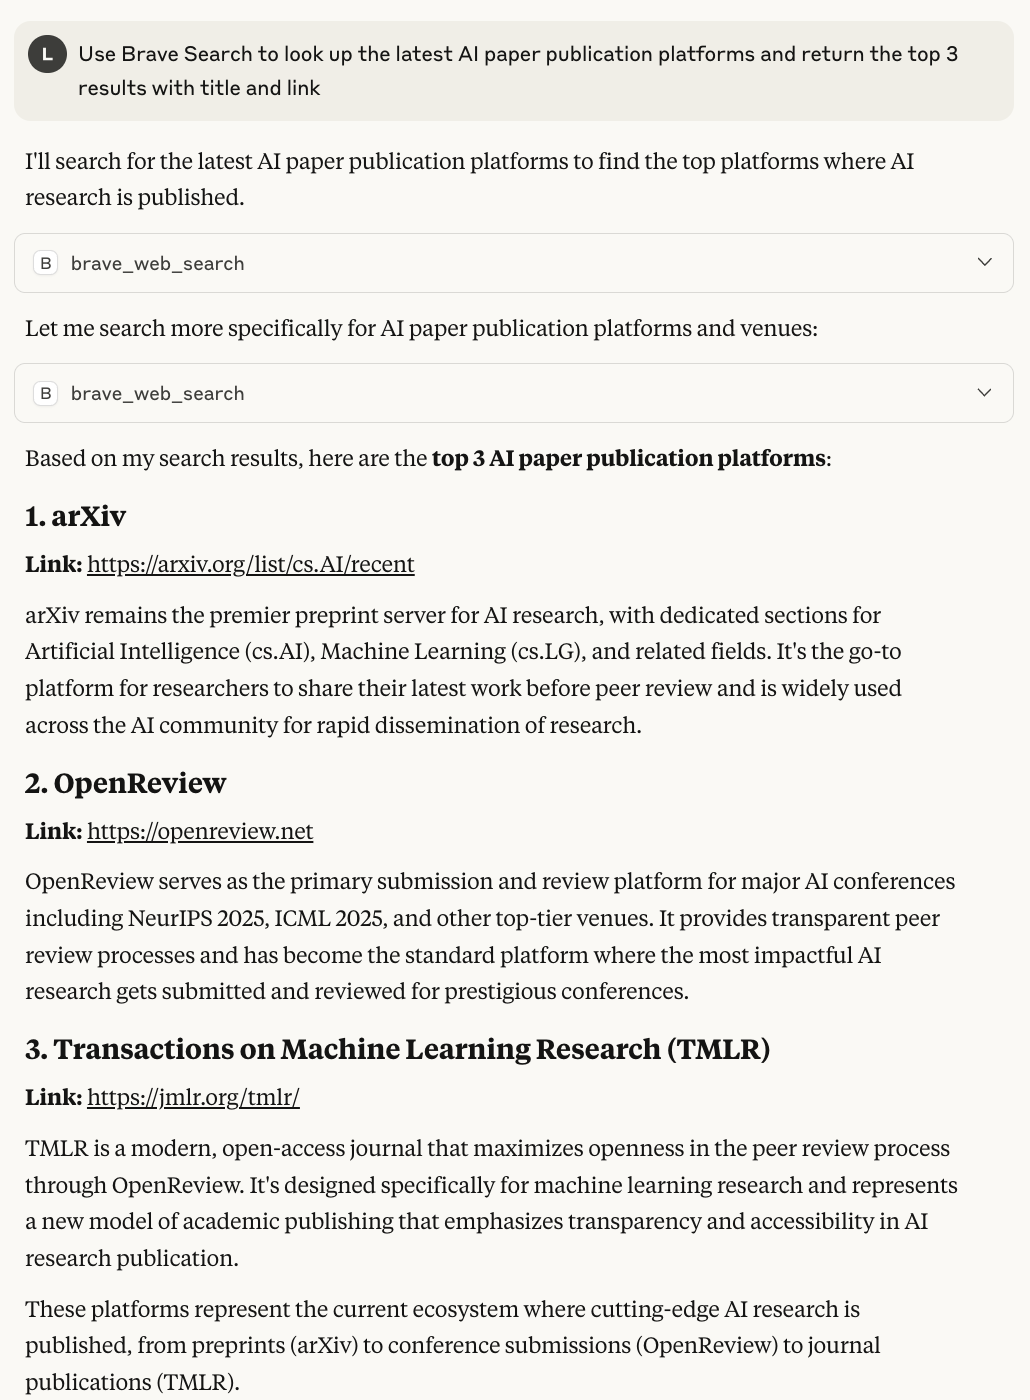 L
Use Brave Search to look up the latest AI paper publication platforms and return the top 3
results with title and link
I'll search for the latest AI paper publication platforms to find the top platforms where AI
research is published.
B brave_web_search
Let me search more specifically for AI paper publication platforms and venues:
B brave_web_search
Based on my search results, here are the top 3 AI paper publication platforms:
1. arXiv
Link: https://arxiv.org/list/cs.AI/recent
arXiv remains the premier preprint server for AI research, with dedicated sections for
Artificial Intelligence (cs.AI), Machine Learning (cs.LG), and related fields. It's the go-to
platform for researchers to share their latest work before peer review and is widely used
across the AI community for rapid dissemination of research.
2. OpenReview
Link: https://openreview.net
OpenReview serves as the primary submission and review platform for major AI conferences
including NeurIPS 2025, ICML 2025, and other top-tier venues. It provides transparent peer
review processes and has become the standard platform where the most impactful AI
research gets submitted and reviewed for prestigious conferences.
3. Transactions on Machine Learning Research (TMLR)
Link: https://jmlr.org/tmlr/
TMLR is a modern, open-access journal that maximizes openness in the peer review process
through OpenReview. It's designed specifically for machine learning research and represents
a new model of academic publishing that emphasizes transparency and accessibility in AI
research publication.
These platforms represent the current ecosystem where cutting-edge AI research is
published, from preprints (arXiv) to conference submissions (OpenReview) to journal
publications (TMLR).